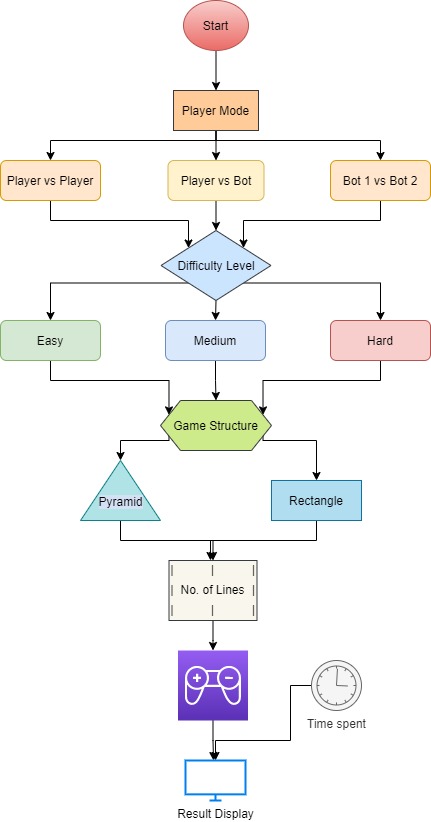 Start
Player Mode
Player vs Player
Player vs Bot
Bot 1 vs Bot 2
Difficulty Level
Easy
Medium
Hard
Game Structure
Pyramid
Rectangle
No. of Lines
Time spent
Result Display